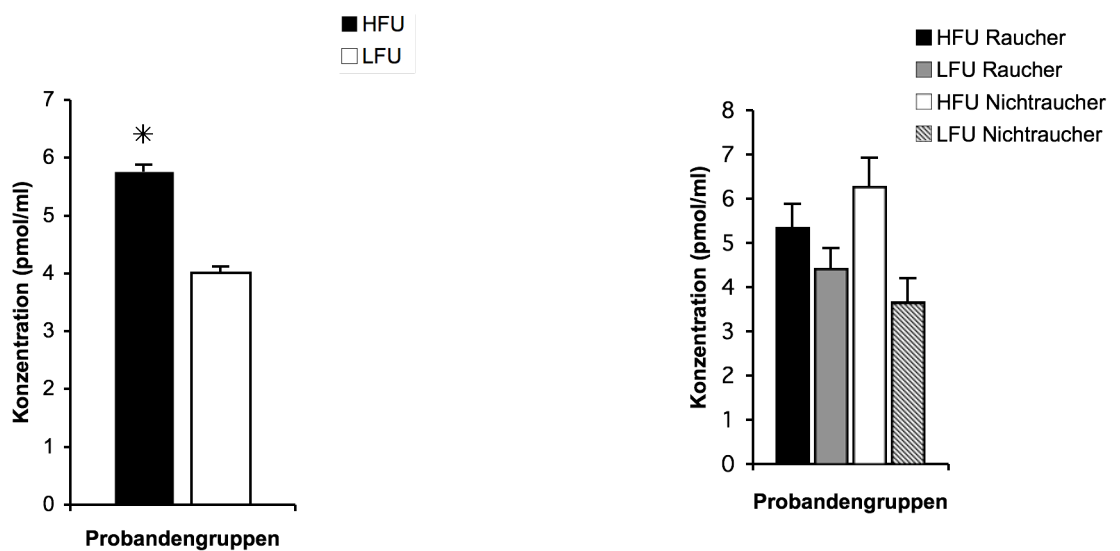 HFU
LFU
7
6
5
4
3
2
1
0
Konzentration (pmol/ml)
*
Probandengruppen
HFU Raucher
LFU Raucher
HFU Nichtraucher
LFU Nichtraucher
8
7
6
5
4
3
2
1
0
Konzentration (pmol/ml)
Probandengruppen